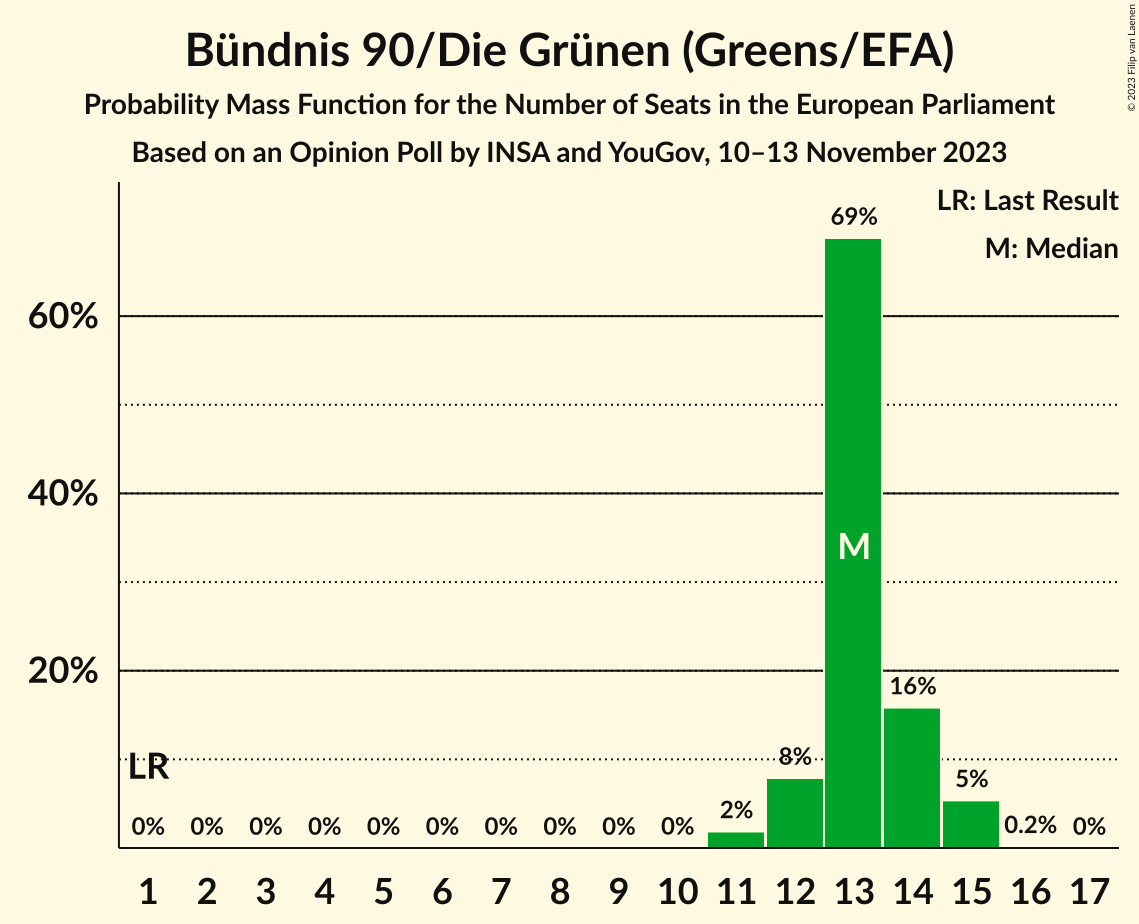 Bündnis 90/Die Grünen (Greens/EFA)
Probability Mass Function for the Number of Seats in the European Parliament
Based on an Opinion Poll by INSA and YouGov, 10–13 November 2023
© 2023 Filip van Laenen
LR: Last Result
M: Median
69%
60%
40%
M
20%
16%
LR
8%
5%
2%
0% 0% 0% 0% 0% 0% 0% 0% 0% 0% 0.2% 0%
1 2 3 4 5 6 7 8 9 10 11 12 13 14 15 16 17